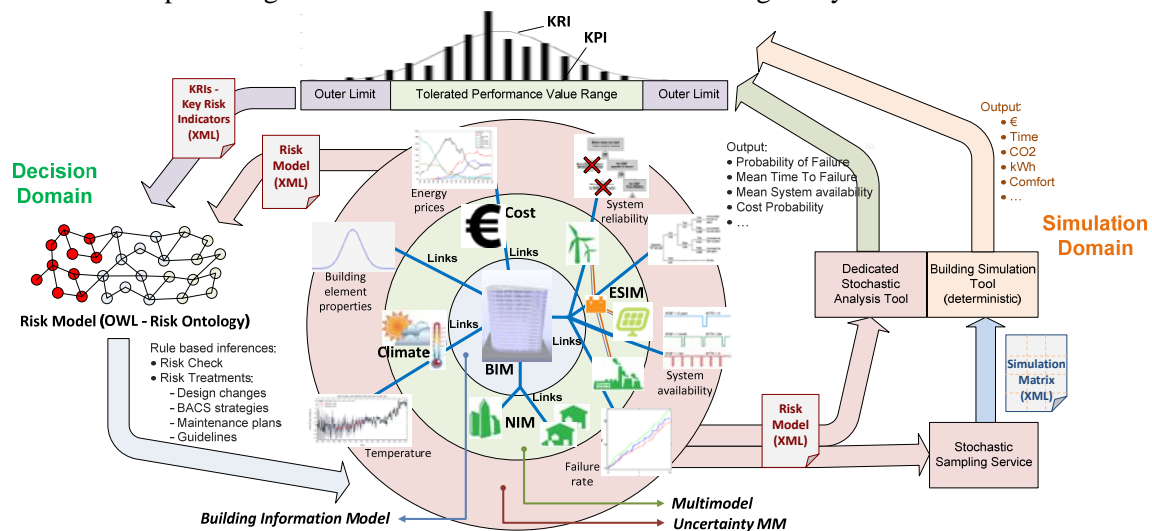 KRI
KPI
Outer Limit
Tolerated Performance Value Range
Outer Limit
KRIs -
Key Risk
Indicators
(XML)
Risk
Model
(XML)
Decision
Domain
Risk Model (OWL – Risk Ontology)
Rule based inferences:
• Risk Check
• Risk Treatments:
– Design changes
– BACS strategies
– Maintenance plans
– Guidelines
Energy
prices
System
reliability
Cost
€
Links
Links
Building
element
properties
Links
Climate
BIM
Links
ESIM
Links
NIM
System
availability
Temperature
Failure
rate
Building Information Model
Multimodel
Uncertainty MM
Output:
• Probability of Failure
• Mean Time To Failure
• Mean System availability
• Cost Probability
• ...
Output:
• €
• Time
• CO2
• kWh
• Comfort
• ...
Simulation
Domain
Dedicated
Stochastic
Analysis Tool
Building Simulation
Tool
(deterministic)
Simulation
Matrix
(XML)
Risk
Model
(XML)
Stochastic
Sampling Service